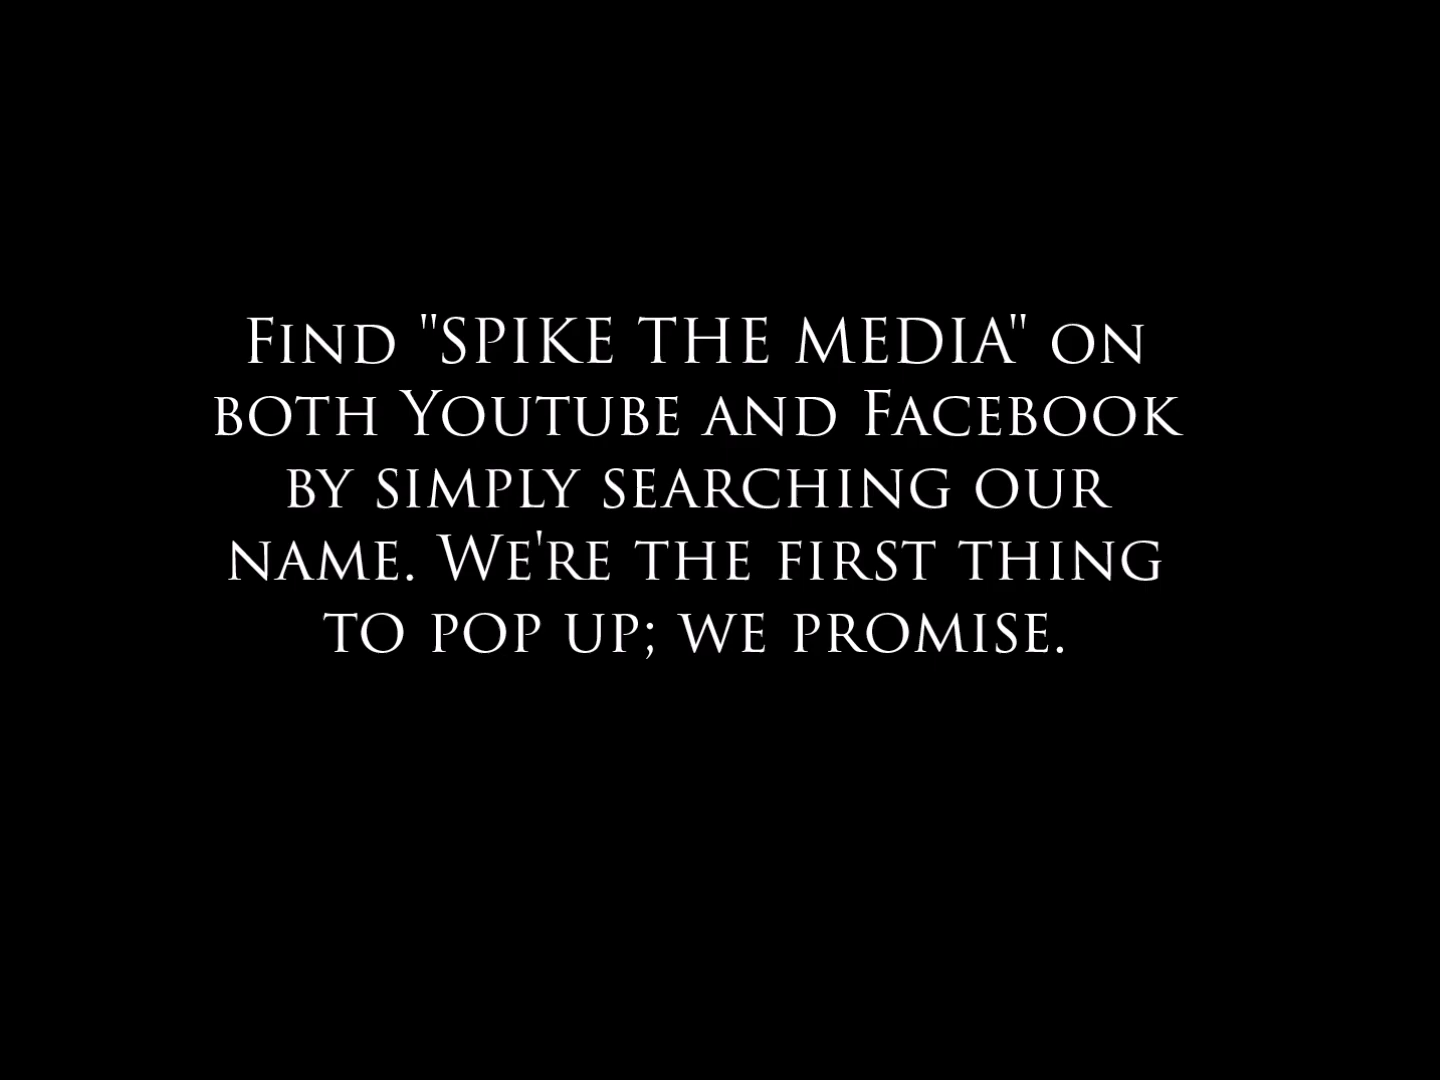 Find "SPIKE THE MEDIA" on
both Youtube and Facebook
by simply searching our
name. We're the first thing
to pop up; we promise.